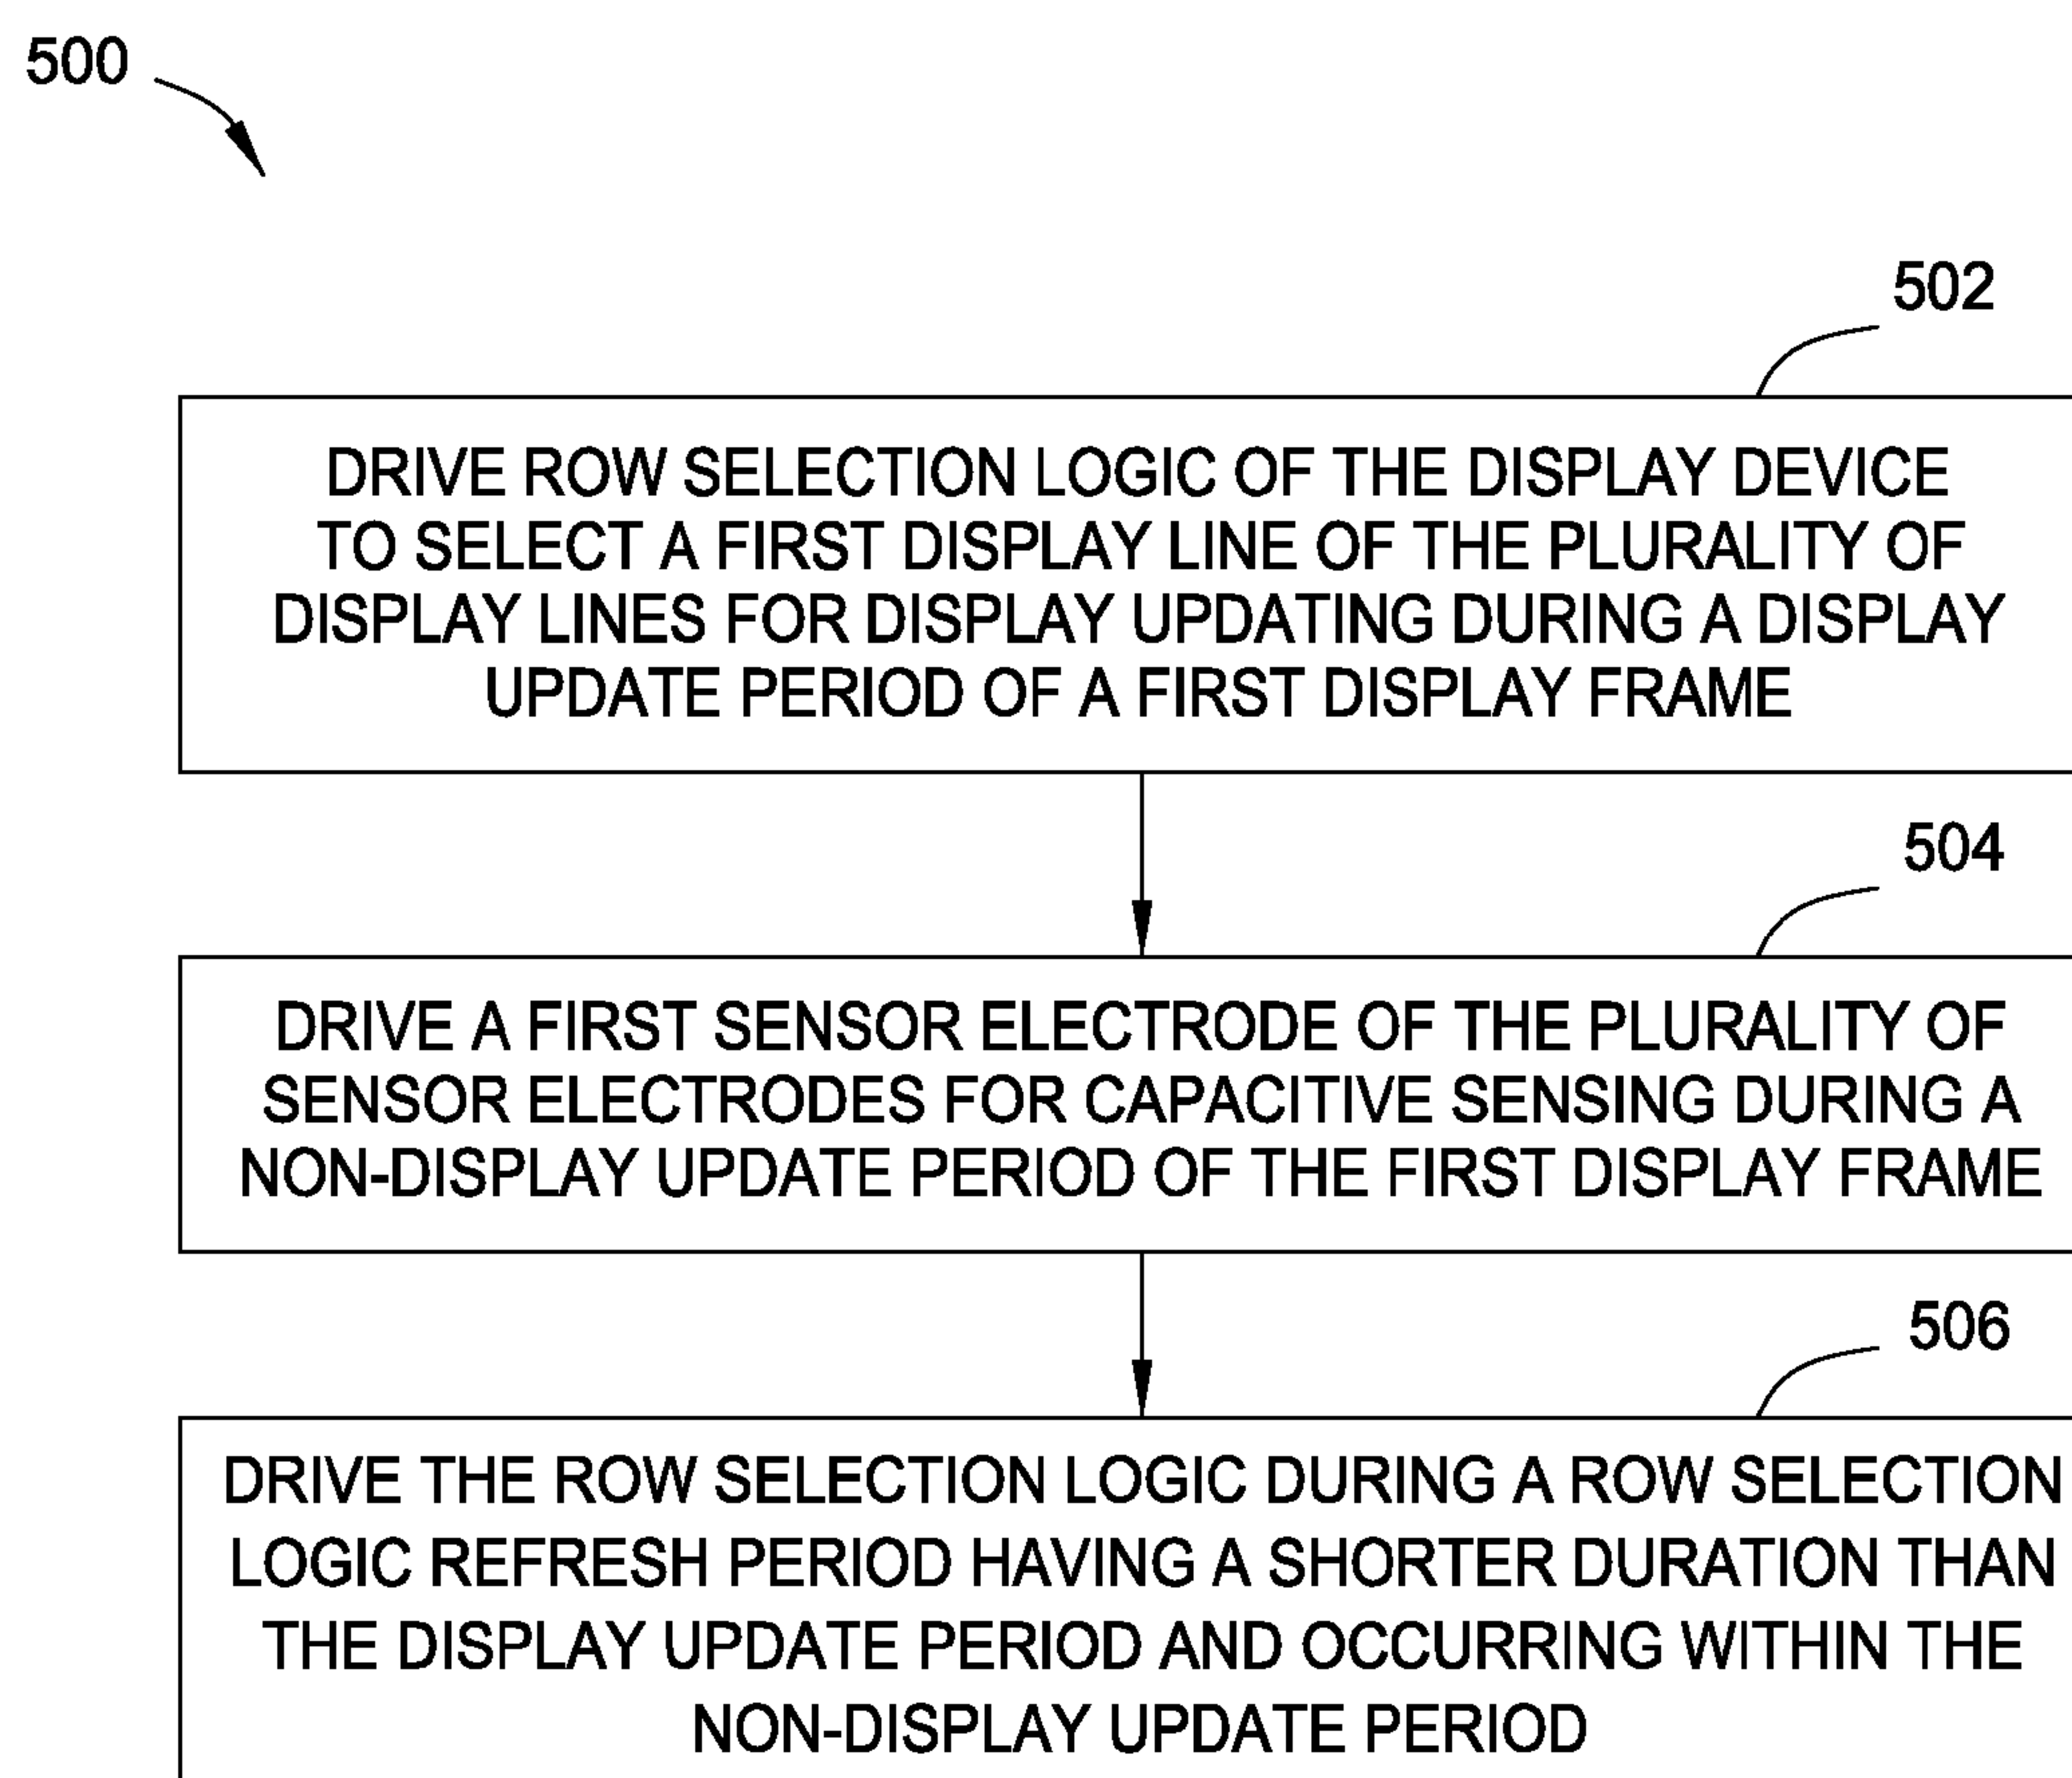 500
502
DRIVE ROW SELECTION LOGIC OF THE DISPLAY DEVICE
TO SELECT A FIRST DISPLAY LINE OF THE PLURALITY OF
DISPLAY LINES FOR DISPLAY UPDATING DURING A DISPLAY
UPDATE PERIOD OF A FIRST DISPLAY FRAME
504
DRIVE A FIRST SENSOR ELECTRODE OF THE PLURALITY OF
SENSOR ELECTRODES FOR CAPACITIVE SENSING DURING A
NON-DISPLAY UPDATE PERIOD OF THE FIRST DISPLAY FRAME
506
DRIVE THE ROW SELECTION LOGIC DURING A ROW SELECTION
LOGIC REFRESH PERIOD HAVING A SHORTER DURATION THAN
THE DISPLAY UPDATE PERIOD AND OCCURRING WITHIN THE
NON-DISPLAY UPDATE PERIOD